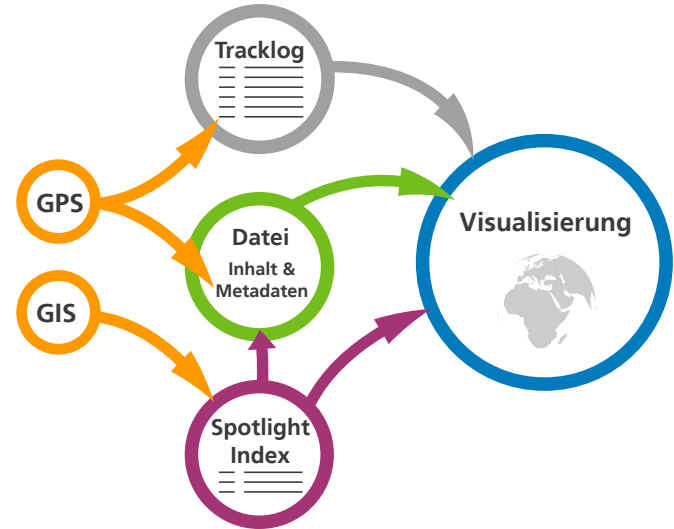 Tracklog
GPS
Datei
Inhalt &
Metadaten
Visualisierung
GIS
Spotlight
Index